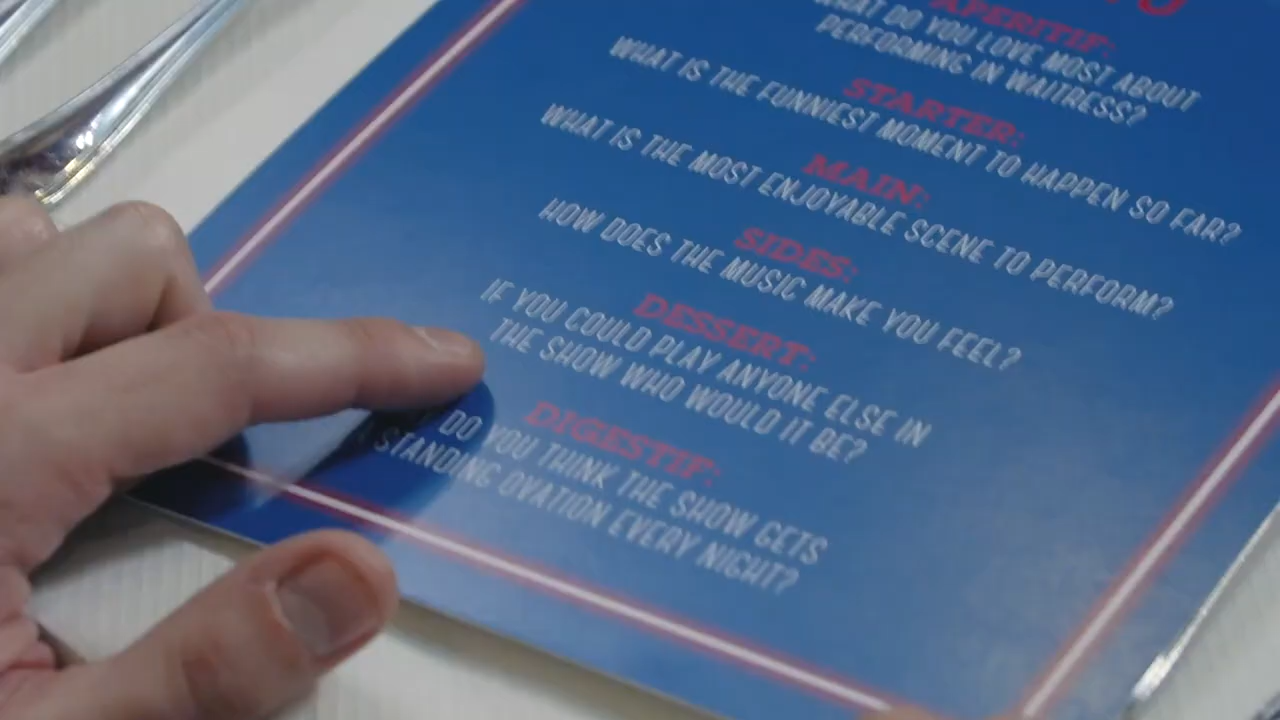 APERITIF:
WHAT DO YOU LOVE MOST ABOUT
PERFORMING IN WAITRESS?
STARTER:
WHAT IS THE FUNNIEST MOMENT TO HAPPEN SO FAR?
MAIN:
WHAT IS THE MOST ENJOYABLE SCENE TO PERFORM?
SIDES:
HOW DOES THE MUSIC MAKE YOU FEEL?
DESSERT:
IF YOU COULD PLAY ANYONE ELSE IN
THE SHOW WHO WOULD IT BE?
DIGESTIF:
DO YOU THINK THE SHOW GETS
STANDING OVATION EVERY NIGHT?